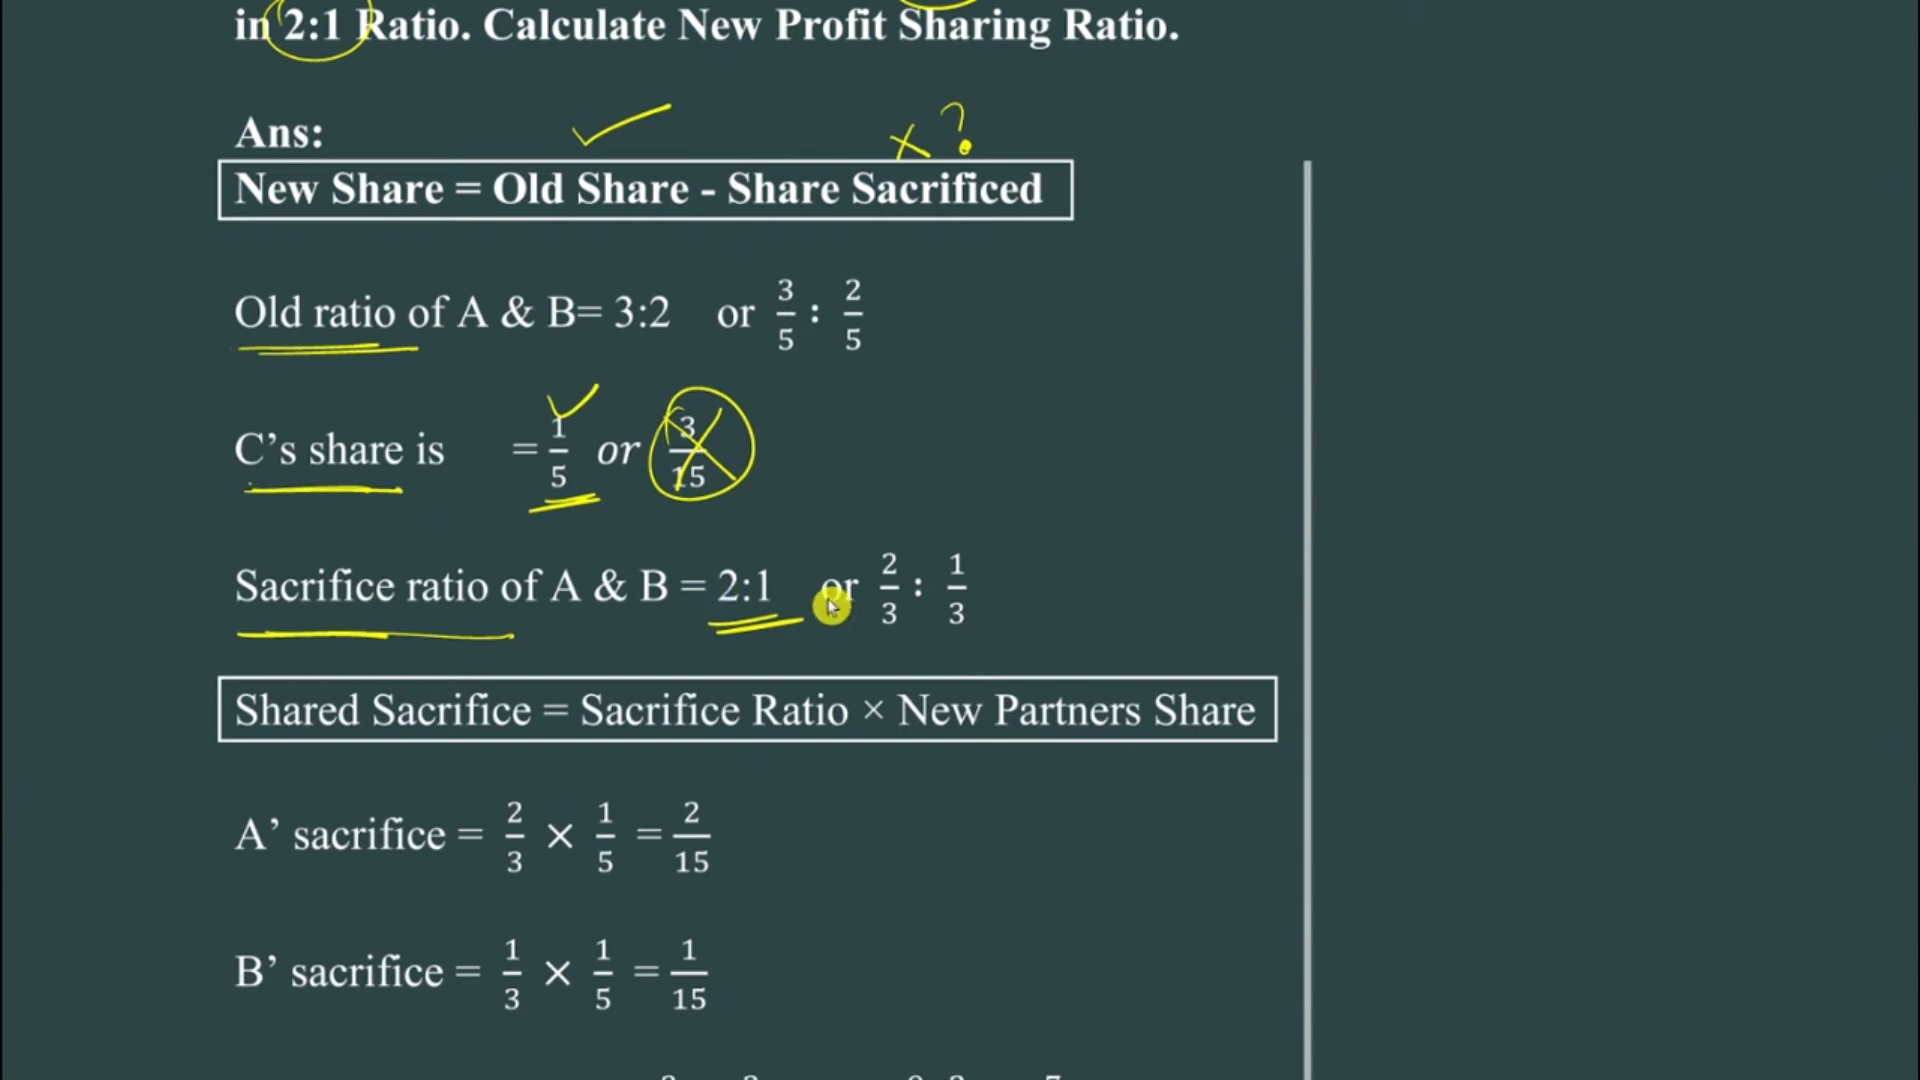 in 2:1 Ratio. Calculate New Profit Sharing Ratio.
Ans:
× ?
New Share = Old Share - Share Sacrificed
Old ratio of A & B= 3:2 or 3/5 : 2/5
C’s share is = 1/5 or 3/15
Sacrifice ratio of A & B = 2:1 or 2/3 : 1/3
Shared Sacrifice = Sacrifice Ratio × New Partners Share
A’ sacrifice = 2/3 × 1/5 = 2/15
B’ sacrifice = 1/3 × 1/5 = 1/15